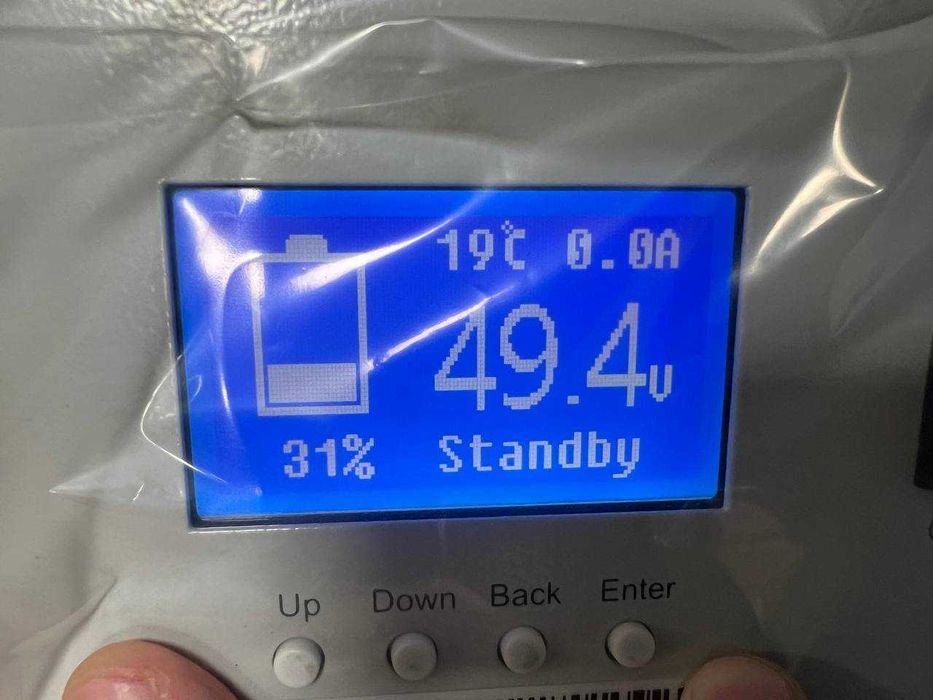 19℃ 0.0A
49.4V
31% Standby
Up Down Back Enter